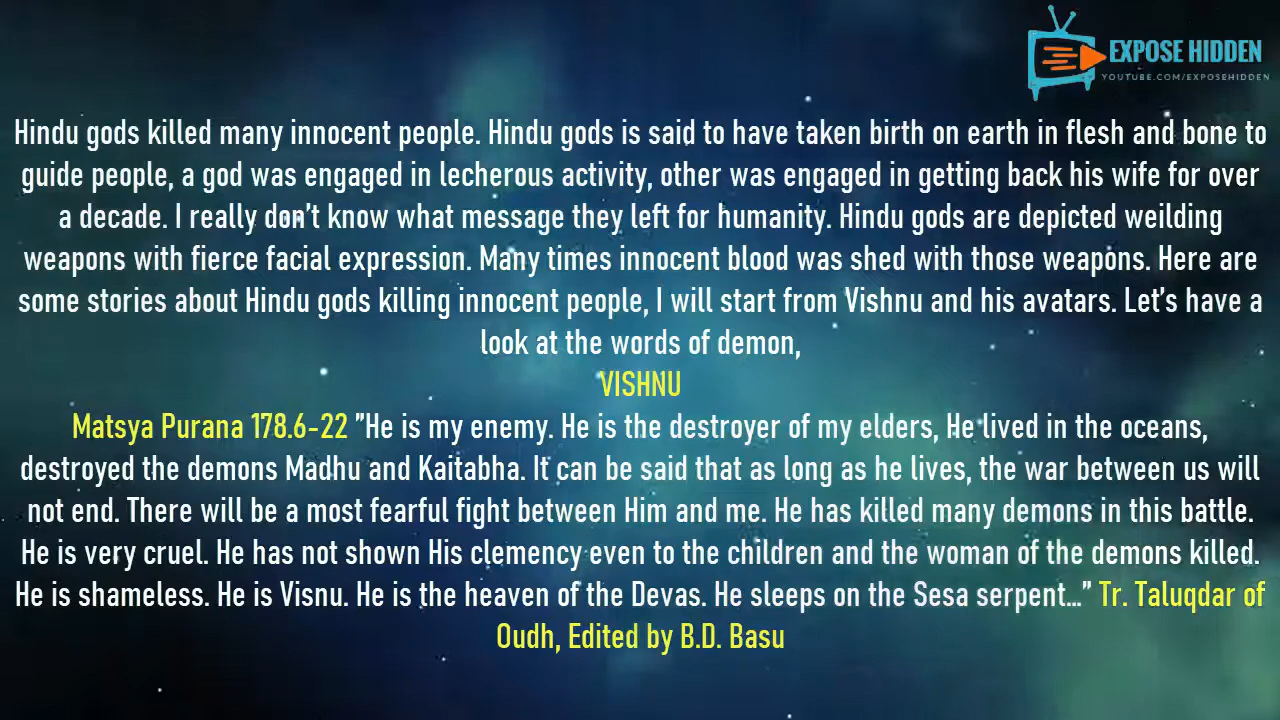 EXPOSE HIDDEN
YOUTUBE.COM/EXPOSEHIDDEN
Hindu gods killed many innocent people. Hindu gods is said to have taken birth on earth in flesh and bone to
guide people, a god was engaged in lecherous activity, other was engaged in getting back his wife for over
a decade. I really don't know what message they left for humanity. Hindu gods are depicted weilding
weapons with fierce facial expression. Many times innocent blood was shed with those weapons. Here are
some stories about Hindu gods killing innocent people, I will start from Vishnu and his avatars. Let's have a
look at the words of demon,
VISHNU
Matsya Purana 178.6-22 "He is my enemy. He is the destroyer of my elders, He lived in the oceans,
destroyed the demons Madhu and Kaitabha. It can be said that as long as he lives, the war between us will
not end. There will be a most fearful fight between Him and me. He has killed many demons in this battle.
He is very cruel. He has not shown His clemency even to the children and the woman of the demons killed.
He is shameless. He is Visnu. He is the heaven of the Devas. He sleeps on the Sesa serpent..." Tr. Taluqdar of
Oudh, Edited by B.D. Basu